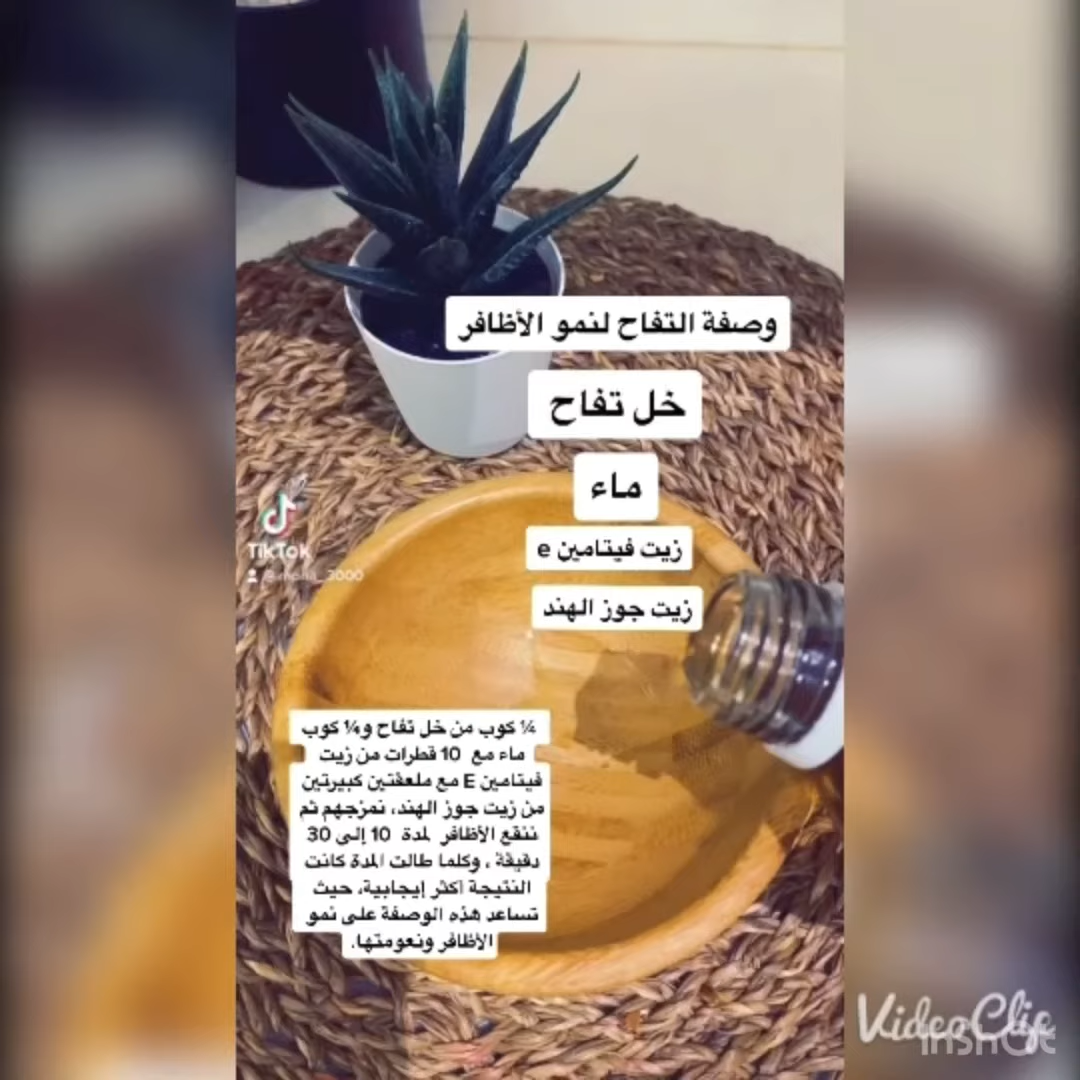 وصفة التفاح لنمو الأظافر
خل تفاح
ماء
زيت فيتامين e
زيت جوز الهند
TikTok
¼ كوب من خل تفاح و¼ كوب
ماء مع 10 قطرات من زيت
فيتامين E مع ملعقتين كبيرتين
من زيت جوز الهند، نمزجهم ثم
ننقع الأظافر لمدة 10 إلى 30
دقيقة ، وكلما طالت المدة كانت
النتيجة أكثر إيجابية، حيث
تساعد هذه الوصفة على نمو
الأظافر ونعومتها.
VideoClip
InShOt